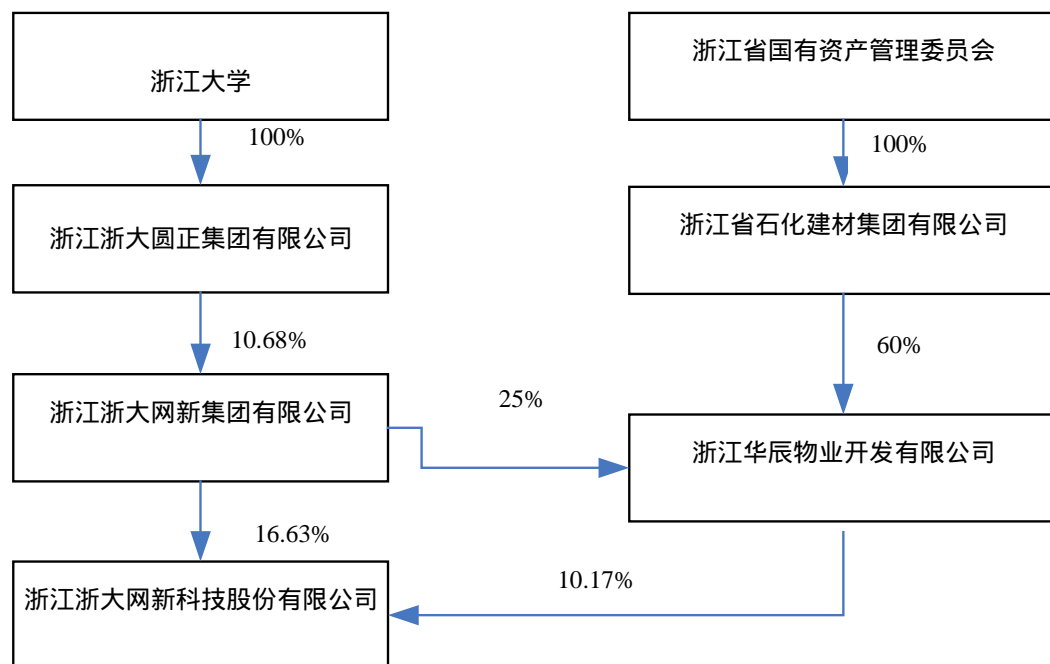 浙江大学
浙江省国有资产管理委员会
100%
100%
浙江浙大圆正集团有限公司
浙江省石化建材集团有限公司
10.68%
60%
浙江浙大网新集团有限公司
25%
浙江华辰物业开发有限公司
16.63%
10.17%
浙江浙大网新科技股份有限公司